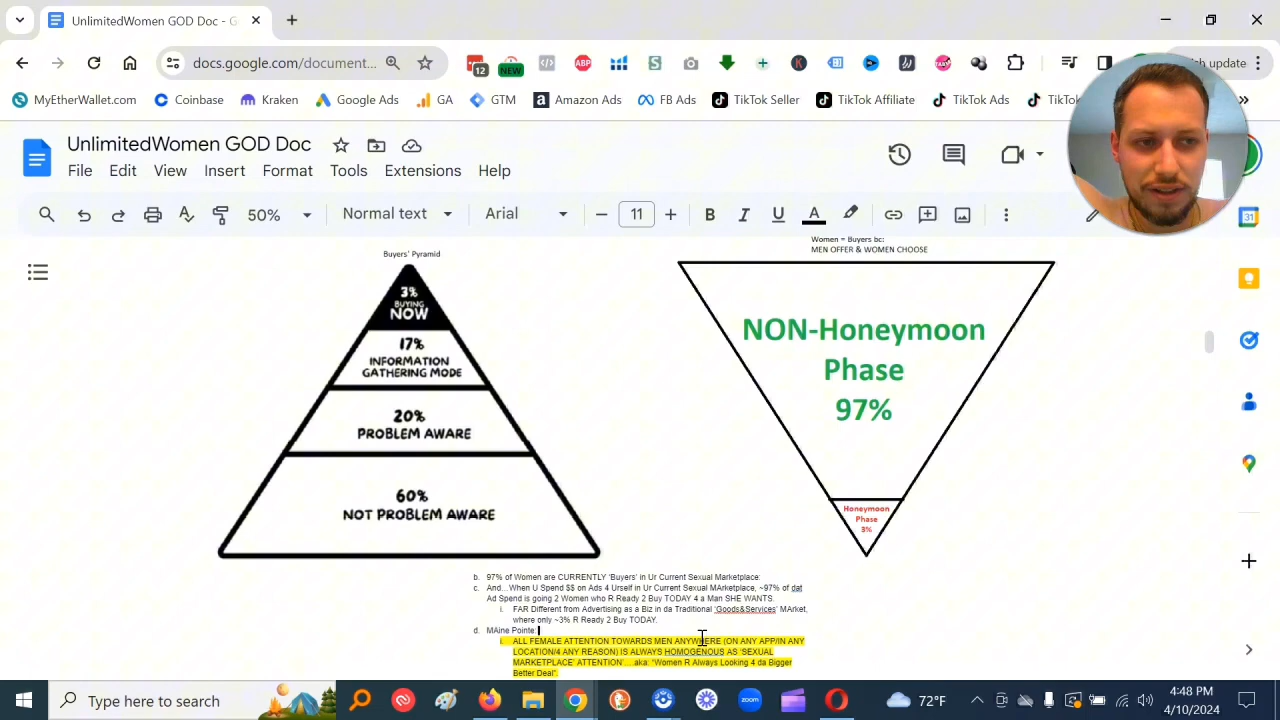 UnlimitedWomen GOD Doc - G
docs.google.com/document...
12
NEW
ABP
ch update
MyEtherWallet.com
Coinbase
Kraken
Google Ads
GA
GTM
Amazon Ads
FB Ads
TikTok Seller
TikTok Affiliate
TikTok Ads
UnlimitedWomen GOD Doc
File Edit View Insert Format Tools Extensions Help
50% Normal text Arial 11 B I U A
31
Buyers' Pyramid
3%
BUYING
NOW
17%
INFORMATION
GATHERING MODE
20%
PROBLEM AWARE
60%
NOT PROBLEM AWARE
Women = Buyers bc:
MEN OFFER & WOMEN CHOOSE
NON-Honeymoon
Phase
97%
Honeymoon
Phase
3%
b. 97% of Women are CURRENTLY 'Buyers' in Ur Current Sexual Marketplace:
c. And...When U Spend $$ on Ads 4 Urself in Ur Current Sexual MArketplace, ~97% of dat
Ad Spend is going 2 Women who R Ready 2 Buy TODAY 4 a Man SHE WANTS.
i. FAR Different from Advertising as a Biz in da Traditional 'Goods&Services' MArket,
where only ~3% R Ready 2 Buy TODAY.
d. MAine Pointe:
i. ALL FEMALE ATTENTION TOWARDS MEN ANYWHERE (ON ANY APP/IN ANY
LOCATION/4 ANY REASON) IS ALWAYS HOMOGENOUS AS 'SEXUAL
MARKETPLACE' ATTENTION'....aka: "Women R Always Looking 4 da Bigger
Better Deal".
Type here to search
zoom
72°F
4:48 PM
4/10/2024